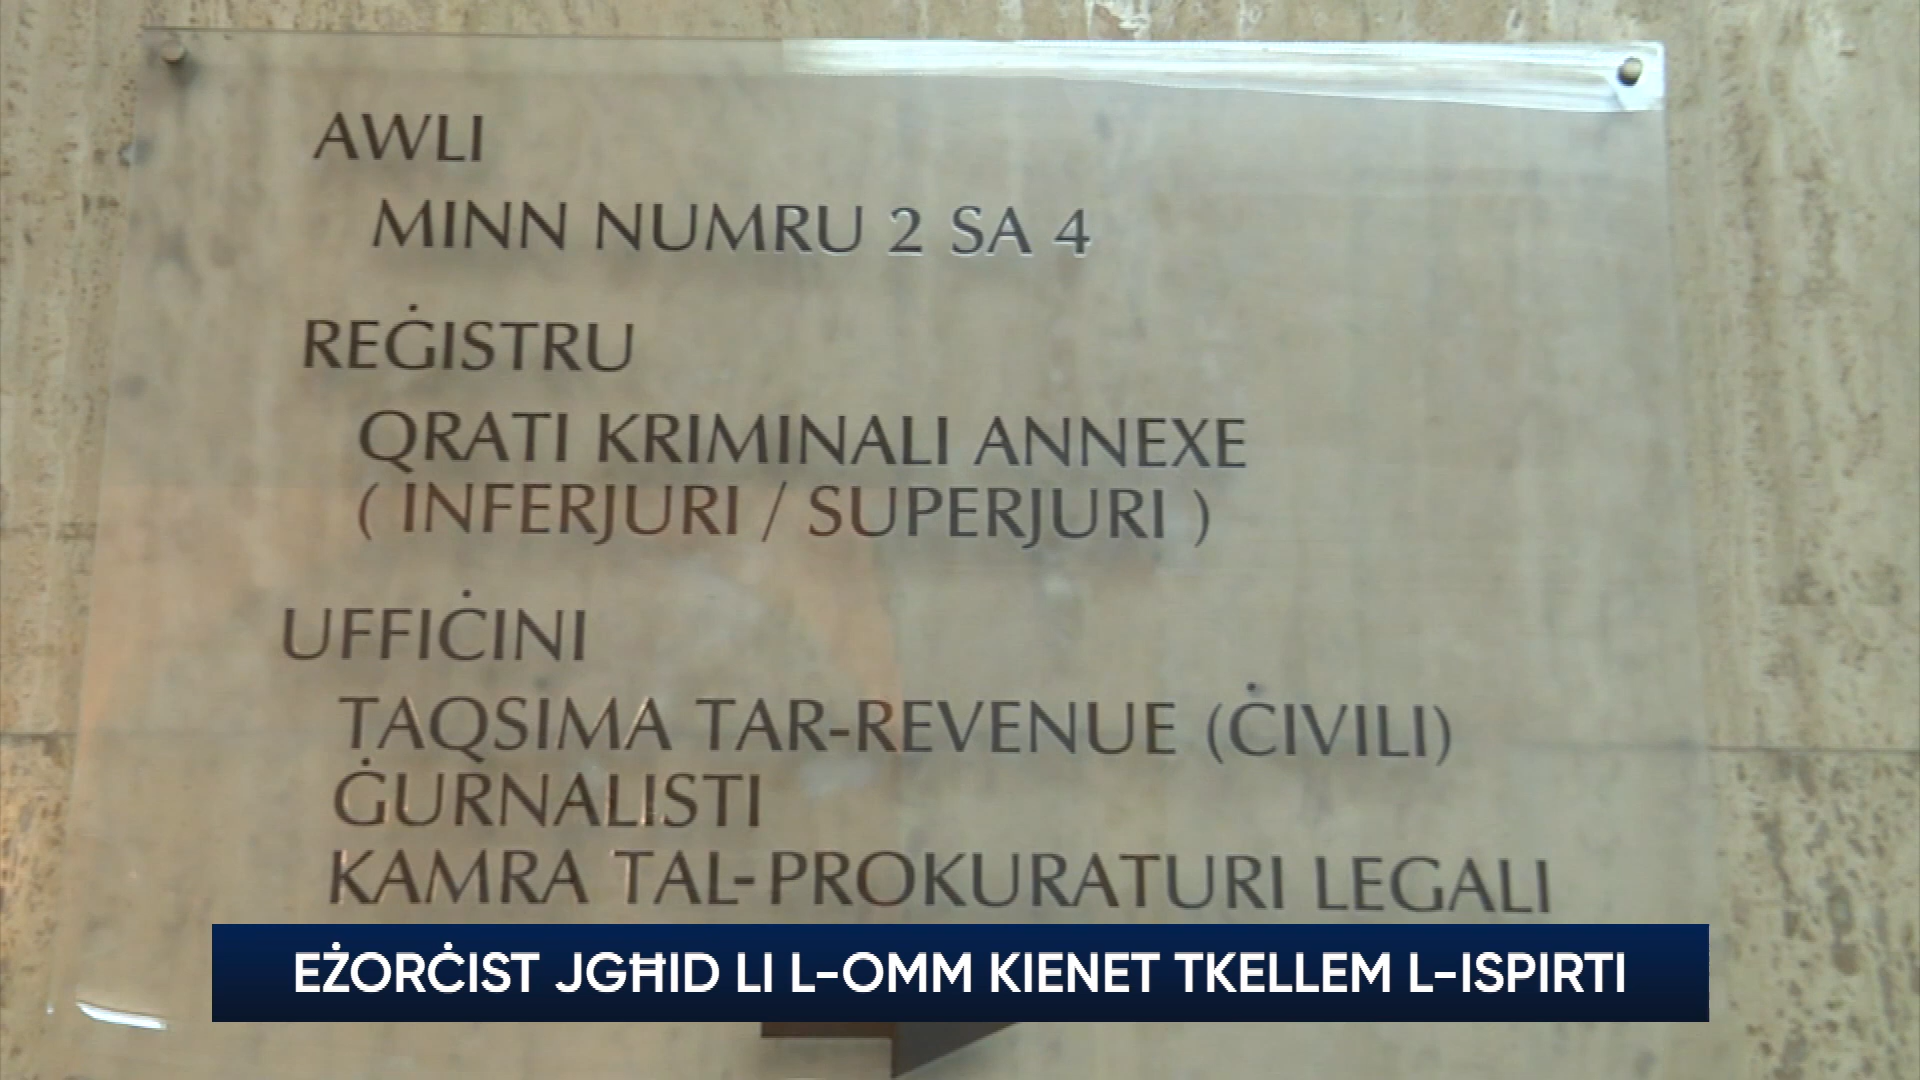 AWLI
MINN NUMRU 2 SA 4
REĠISTRU
QRATI KRIMINALI ANNEXE
( INFERJURI / SUPERJURI )
UFFIĊINI
TAQSIMA TAR-REVENUE (ĊIVILI)
ĠURNALISTI
KAMRA TAL-PROKURATURI LEGALI
EŻORĊIST JGĦID LI L-OMM KIENET TKELLEM L-ISPIRTI